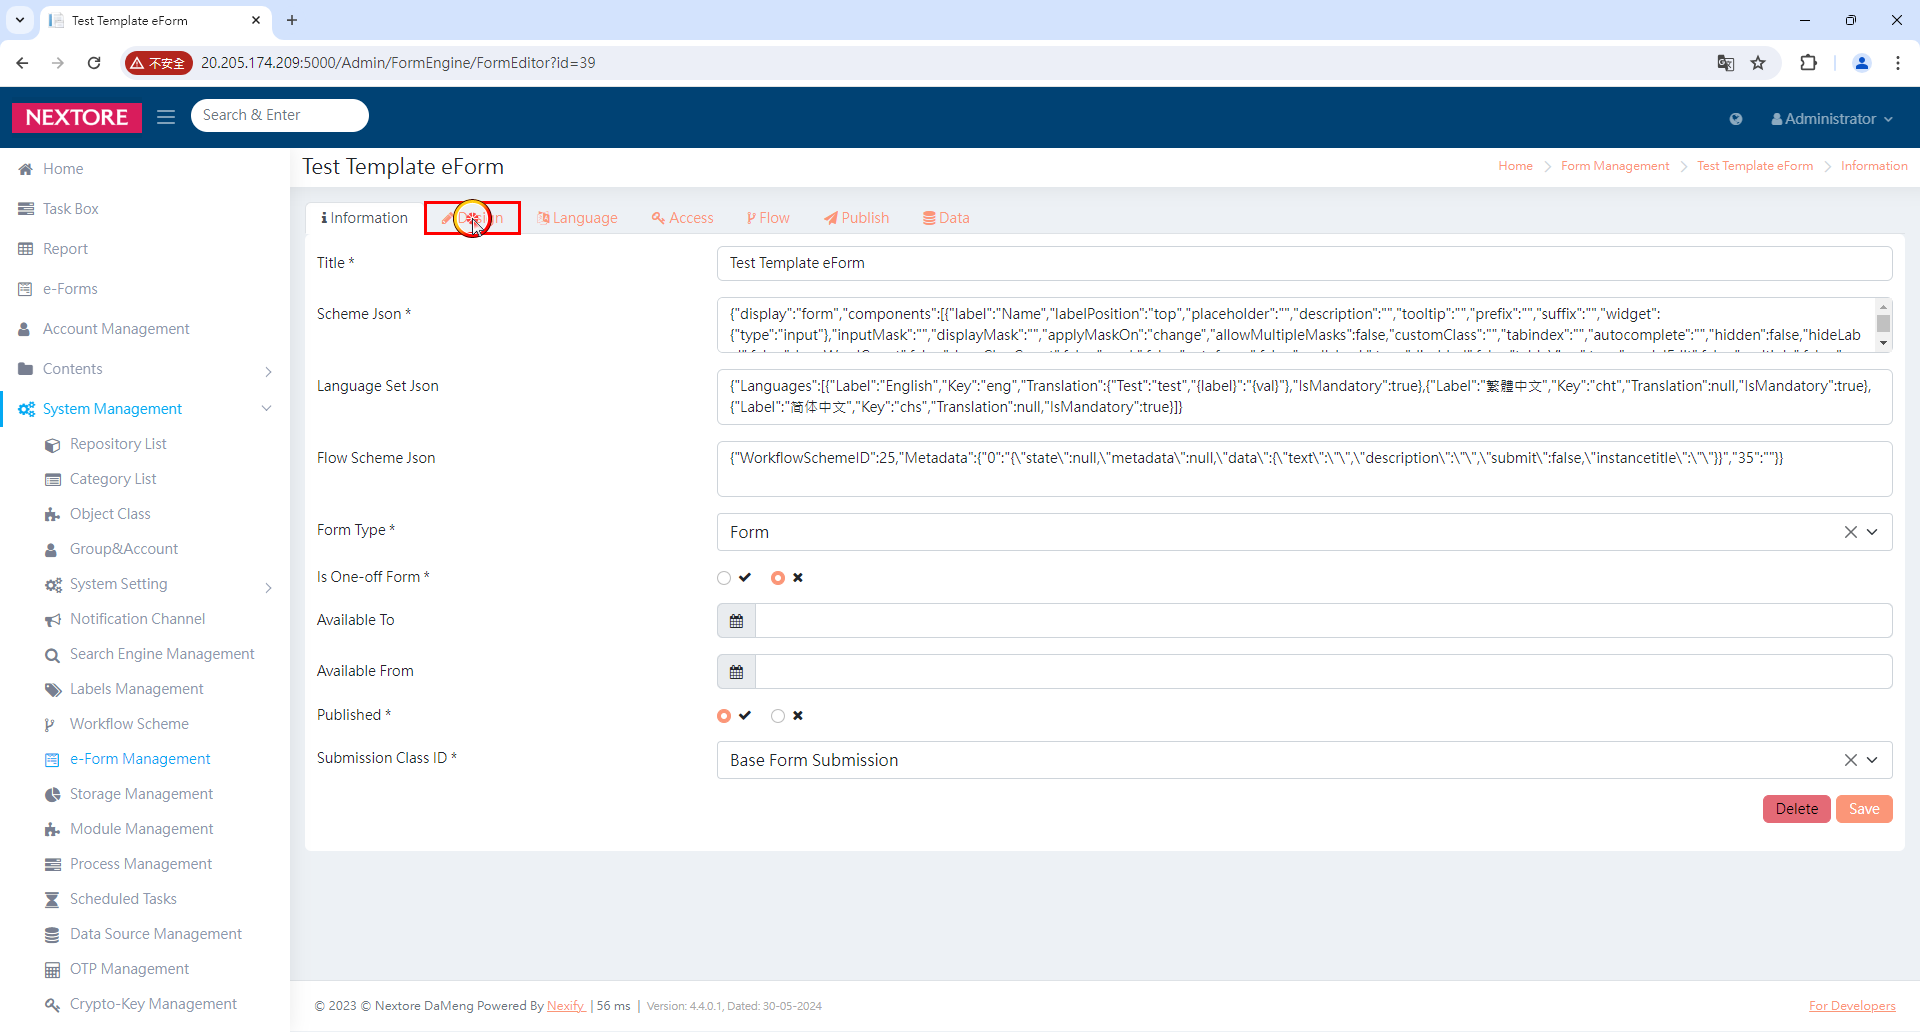 Test Template eForm
不安全
20.205.174.209:5000/Admin/FormEngine/FormEditor?id=39
NEXTORE
Search & Enter
Administrator
Home
Task Box
Report
e-Forms
Account Management
Contents
System Management
Repository List
Category List
Object Class
Group&Account
System Setting
Notification Channel
Search Engine Management
Labels Management
Workflow Scheme
e-Form Management
Storage Management
Module Management
Process Management
Scheduled Tasks
Data Source Management
OTP Management
Crypto-Key Management
Test Template eForm
Home > Form Management > Test Template eForm > Information
Information Design Language Access Flow Publish Data
Title *
Test Template eForm
Scheme Json *
{"display":"form","components":[{"label":"Name","labelPosition":"top","placeholder":"","description":"","tooltip":"","prefix":"","suffix":"","widget":
{"type":"input"},"inputMask":"","displayMask":"","applyMaskOn":"change","allowMultipleMasks":false,"customClass":"","tabindex":"","autocomplete":"","hidden":false,"hideLab
Language Set Json
{"Languages":[{"Label":"English","Key":"eng","Translation":{"Test":"test","{label}":"{val}"},"IsMandatory":true},{"Label":"繁體中文","Key":"cht","Translation":null,"IsMandatory":true},
{"Label":"简体中文","Key":"chs","Translation":null,"IsMandatory":true}]}
Flow Scheme Json
{"WorkflowSchemeID":25,"Metadata":{"0":"{\"state\":null,\"metadata\":null,\"data\":{\"text\":\"\",\"description\":\"\",\"submit\":false,\"instancetitle\":\"\"}}","35":""}}
Form Type *
Form
Is One-off Form *
Available To
Available From
Published *
Submission Class ID *
Base Form Submission
Delete
Save
© 2023 © Nextore DaMeng Powered By Nexify | 56 ms | Version: 4.4.0.1, Dated: 30-05-2024
For Developers